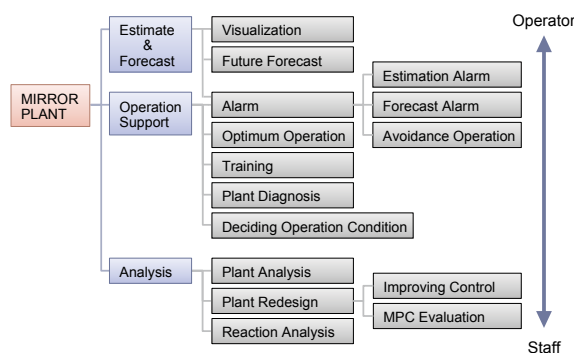 Operator
Estimate
&
Forecast
Visualization
Future Forecast
Estimation Alarm
MIRROR
PLANT
Operation
Support
Alarm
Forecast Alarm
Optimum Operation
Avoidance Operation
Training
Plant Diagnosis
Deciding Operation Condition
Analysis
Plant Analysis
Plant Redesign
Improving Control
Reaction Analysis
MPC Evaluation
Staff